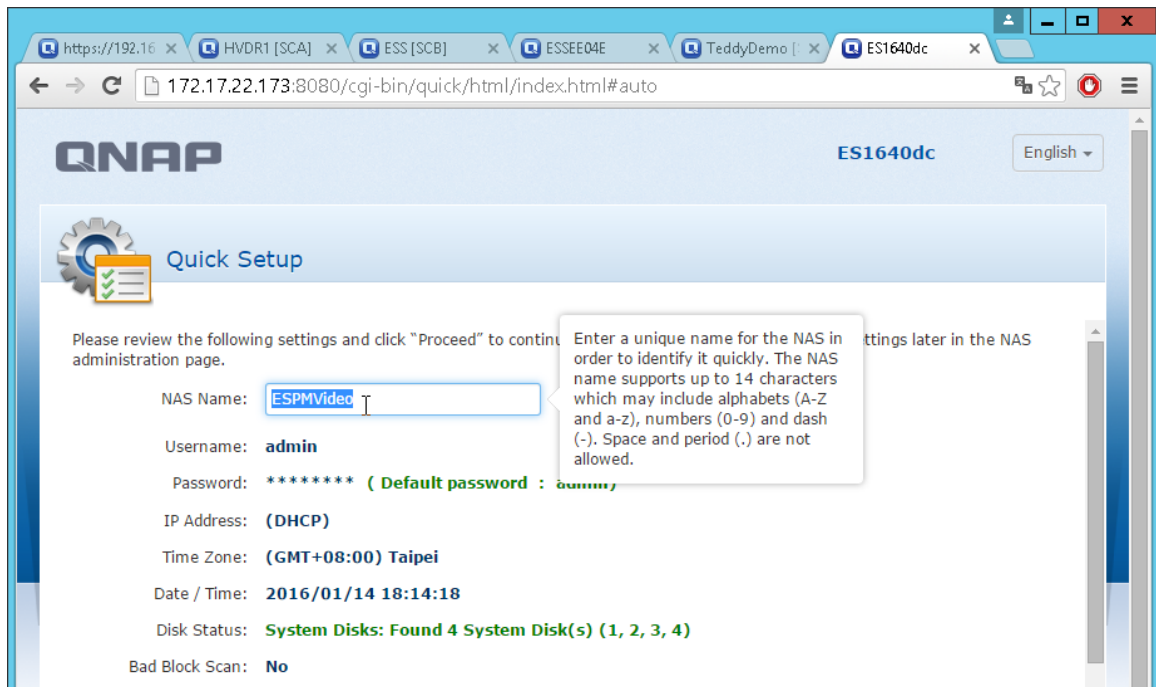 https://192.16
HVDR1 [SCA]
ESS [SCB]
ESSEE04E
TeddyDemo [
ES1640dc
172.17.22.173:8080/cgi-bin/quick/html/index.html#auto
QNAP
ES1640dc
English
Quick Setup
Please review the following settings and click “Proceed” to continu
ettings later in the NAS
administration page.
Enter a unique name for the NAS in
order to identify it quickly. The NAS
name supports up to 14 characters
which may include alphabets (A-Z
and a-z), numbers (0-9) and dash
(-). Space and period (.) are not
allowed.
NAS Name: ESPMVideo
Username: admin
Password: ******** ( Default password : admin)
IP Address: (DHCP)
Time Zone: (GMT+08:00) Taipei
Date / Time: 2016/01/14 18:14:18
Disk Status: System Disks: Found 4 System Disk(s) (1, 2, 3, 4)
Bad Block Scan: No